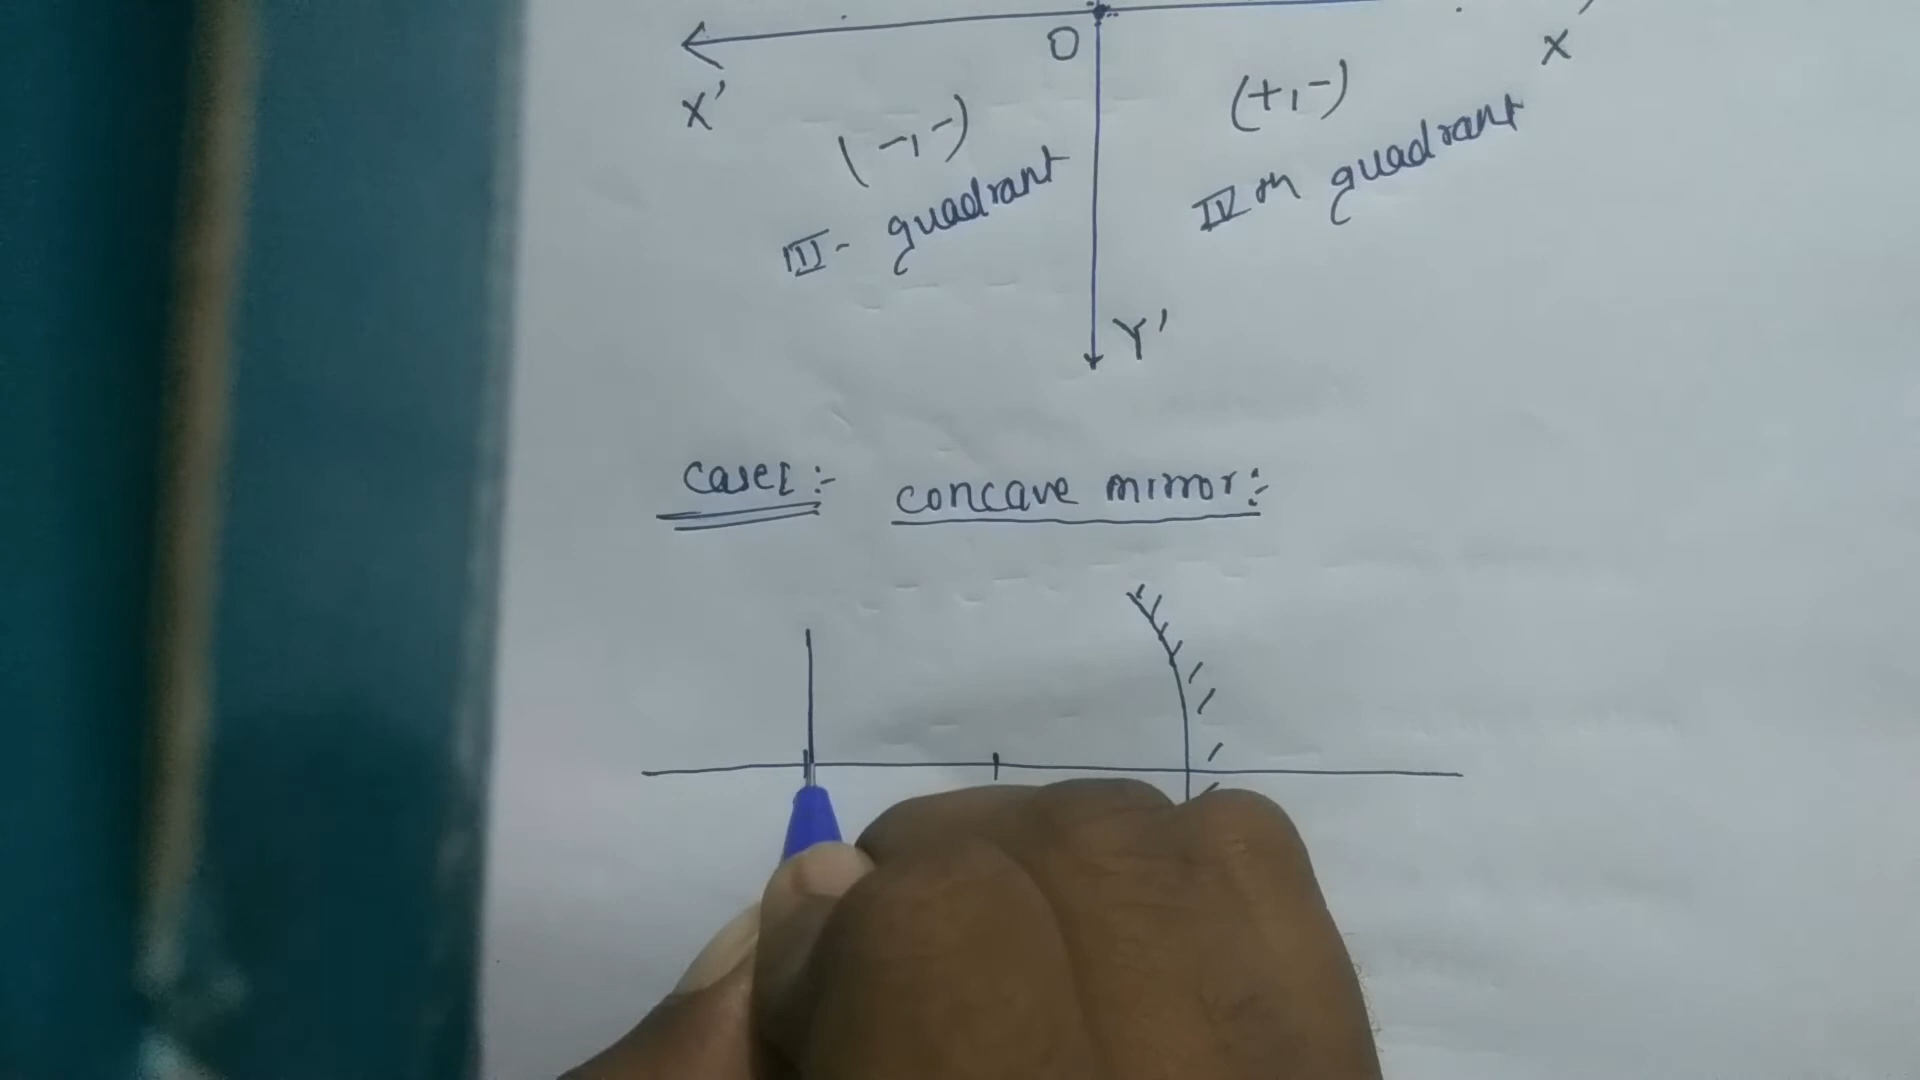 O
X
X'
(+,-)
(-,-)
IV th quadrant
III- quadrant
Y'
Case I :- concave mirror :-